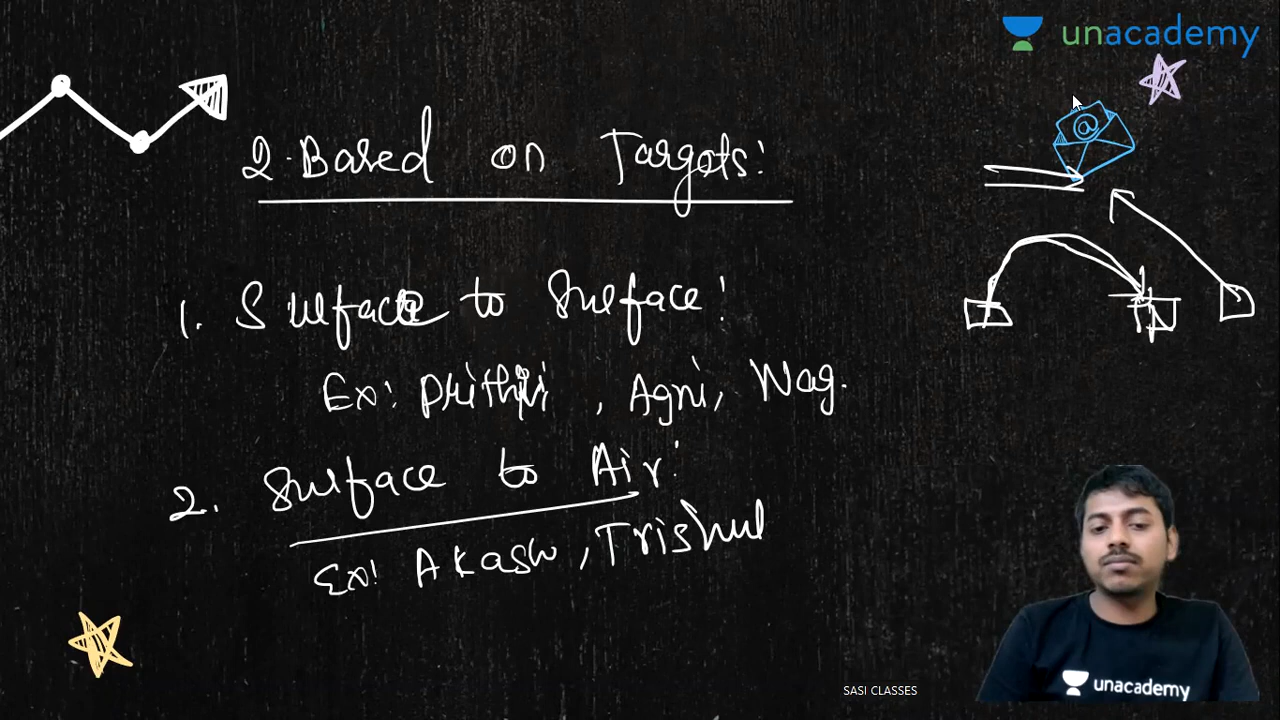 unacademy
2. Based on Targets:
1. Surface to Surface:
Ex: Prithvi, Agni, Nag.
2. Surface to Air:
Ex: Akash, Trishul
@
unacademy
SASI CLASSES